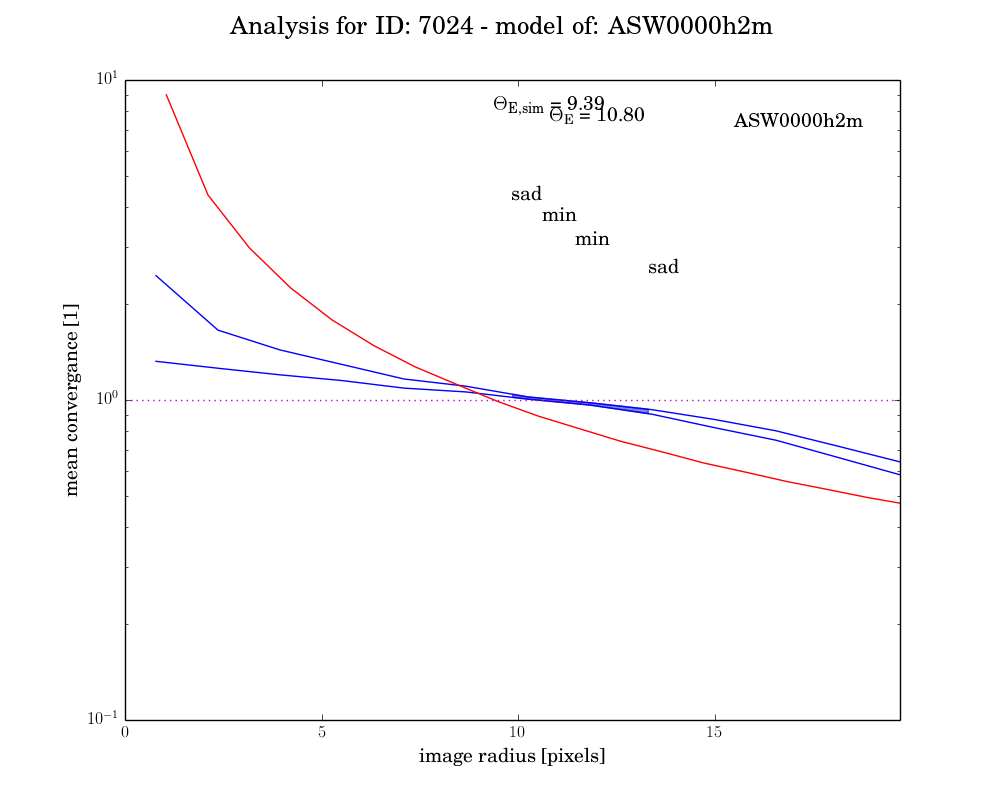 Analysis for ID: 7024 - model of: ASW0000h2m
10¹
Θ_E,sim = 9.39
Θ_E = 10.80
ASW0000h2m
sad
min
min
sad
mean convergance [1]
10⁰
10⁻¹
0 5 10 15
image radius [pixels]